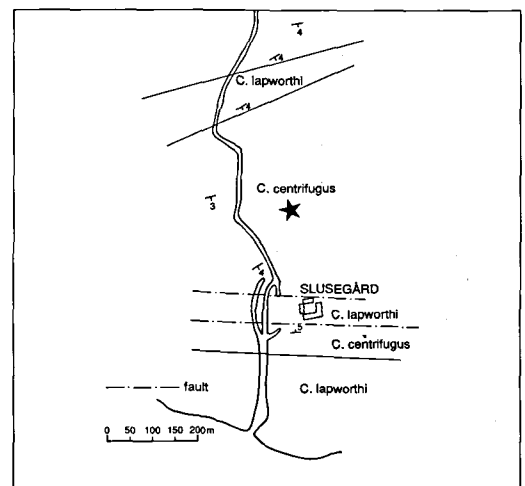 4
4
C. lapworthi
4
C. centrifugus
3
4
SLUSEGÅRD
C. lapworthi
5
C. centrifugus
C. lapworthi
fault
0 50 100 150 200m